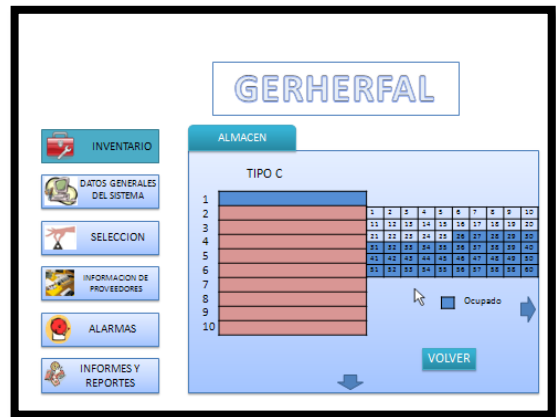 GERHERFAL
INVENTARIO
DATOS GENERALES
DEL SISTEMA
SELECCION
INFORMACION DE
PROVEEDORES
ALARMAS
INFORMES Y
REPORTES
ALMACEN
TIPO C
1
2
3
4
5
6
7
8
9
10
1 2 3 4 5 6 7 8 9 10
11 12 13 14 15 16 17 18 19 20
21 22 23 24 25 26 27 28 29 30
31 32 33 34 35 36 37 38 39 40
41 42 43 44 45 46 47 48 49 50
51 52 53 54 55 56 57 58 59 60
Ocupado
VOLVER